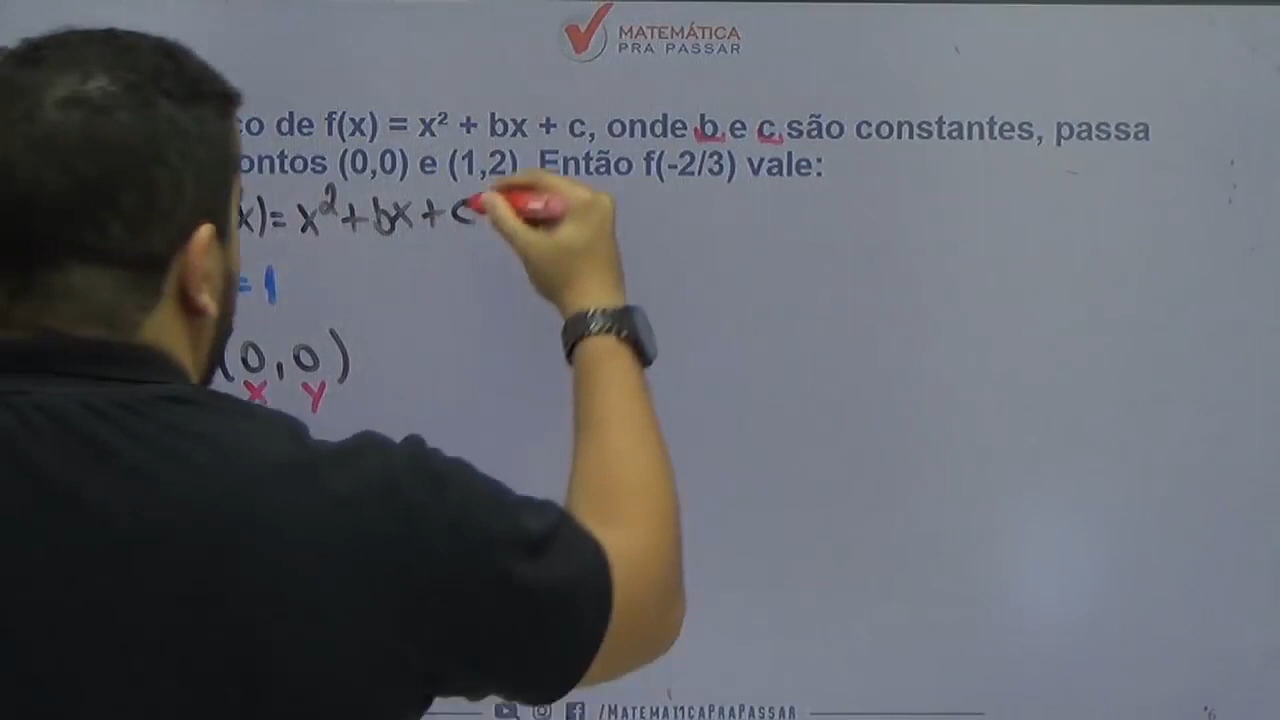 MATEMÁTICA
PRA PASSAR
ço de f(x) = x² + bx + c, onde b e c são constantes, passa
ontos (0,0) e (1,2). Então f(-2/3) vale:
x)= x² + bx + c
= 1
(0,0)
x y
/MATEMATICAPRAPASSAR